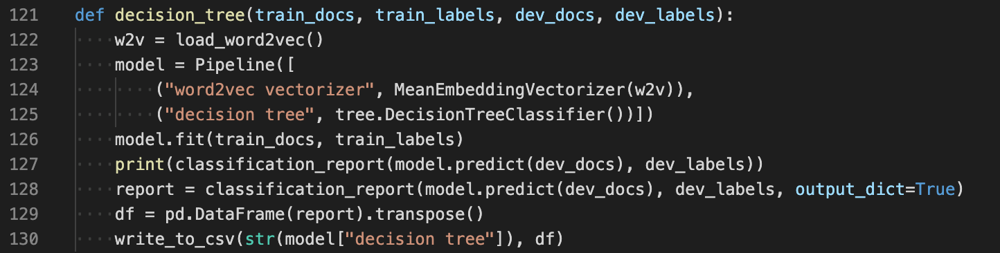 121 def decision_tree(train_docs, train_labels, dev_docs, dev_labels):
122     w2v = load_word2vec()
123     model = Pipeline([
124         ("word2vec vectorizer", MeanEmbeddingVectorizer(w2v)),
125         ("decision tree", tree.DecisionTreeClassifier())])
126     model.fit(train_docs, train_labels)
127     print(classification_report(model.predict(dev_docs), dev_labels))
128     report = classification_report(model.predict(dev_docs), dev_labels, output_dict=True)
129     df = pd.DataFrame(report).transpose()
130     write_to_csv(str(model["decision tree"]), df)